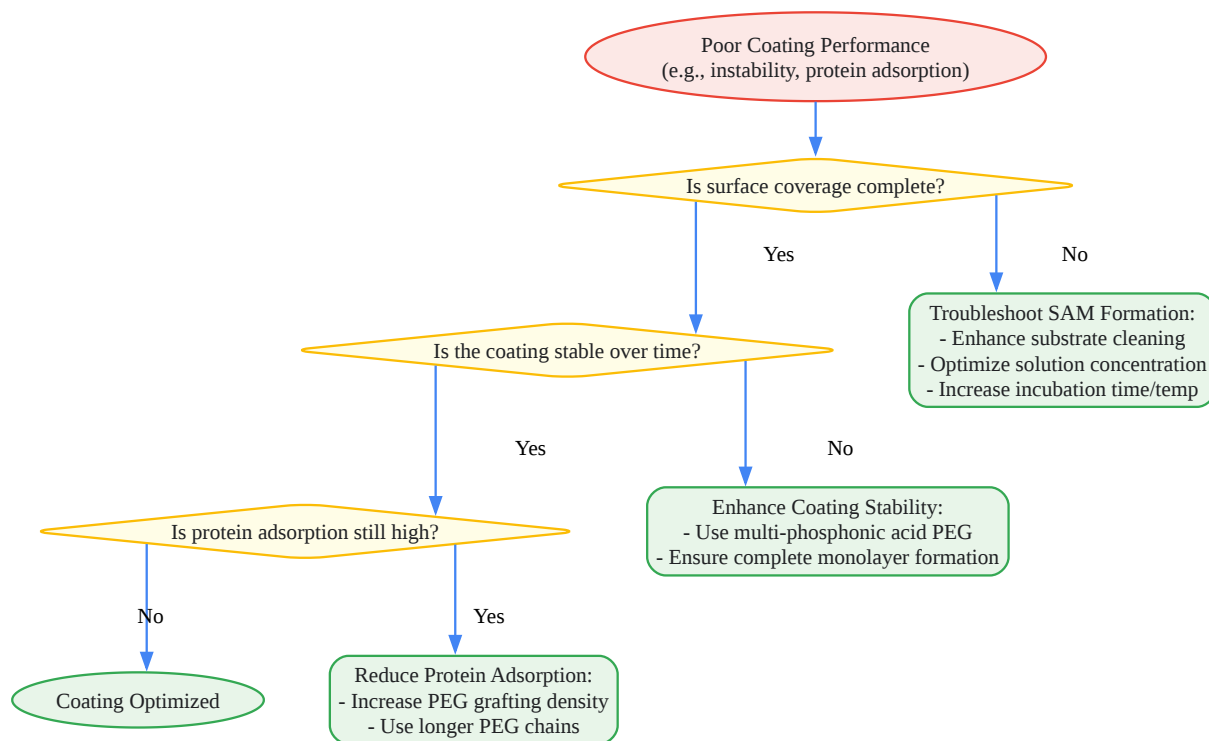 Poor Coating Performance
(e.g., instability, protein adsorption)
Is surface coverage complete?
Yes
No
Troubleshoot SAM Formation:
- Enhance substrate cleaning
- Optimize solution concentration
- Increase incubation time/temp
Is the coating stable over time?
Yes
No
Enhance Coating Stability:
- Use multi-phosphonic acid PEG
- Ensure complete monolayer formation
Is protein adsorption still high?
No
Yes
Coating Optimized
Reduce Protein Adsorption:
- Increase PEG grafting density
- Use longer PEG chains